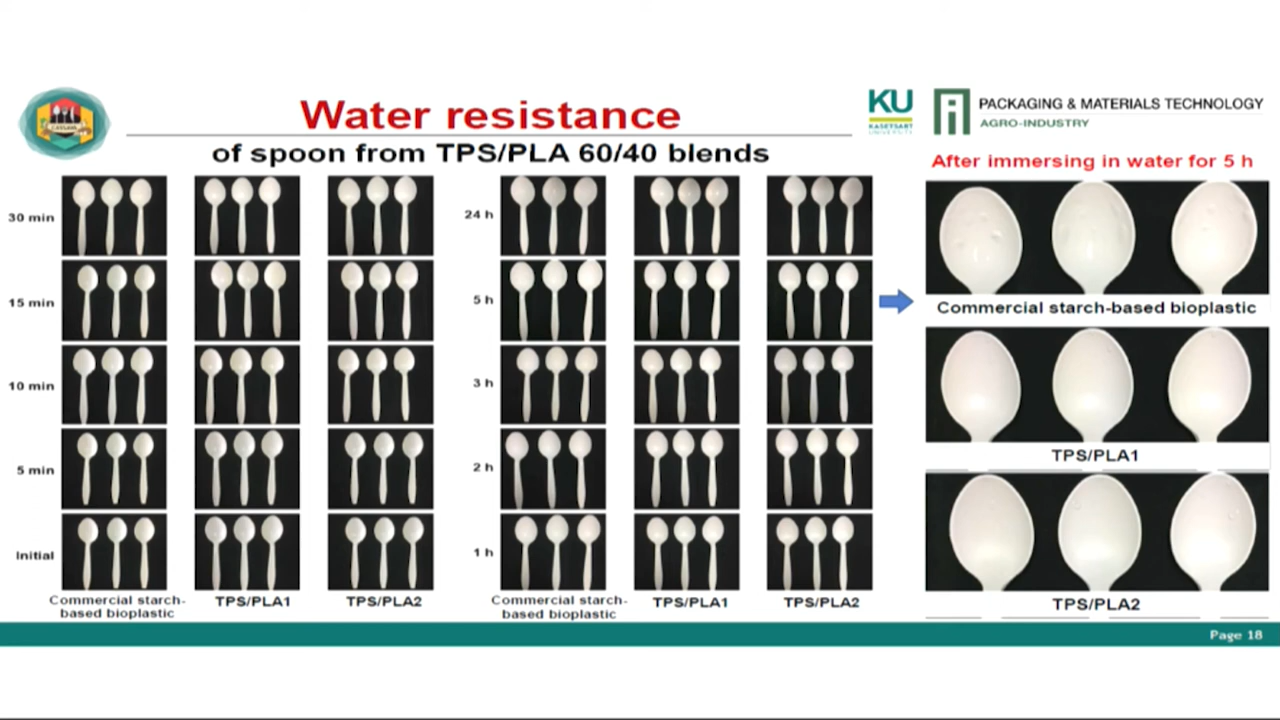 Water resistance
of spoon from TPS/PLA 60/40 blends
KU
KASETSART
UNIVERSITY
PACKAGING & MATERIALS TECHNOLOGY
AGRO-INDUSTRY
After immersing in water for 5 h
30 min
15 min
10 min
5 min
Initial
Commercial starch-
based bioplastic
TPS/PLA1
TPS/PLA2
24 h
5 h
3 h
2 h
1 h
Commercial starch-
based bioplastic
TPS/PLA1
TPS/PLA2
Commercial starch-based bioplastic
TPS/PLA1
TPS/PLA2
Page 18